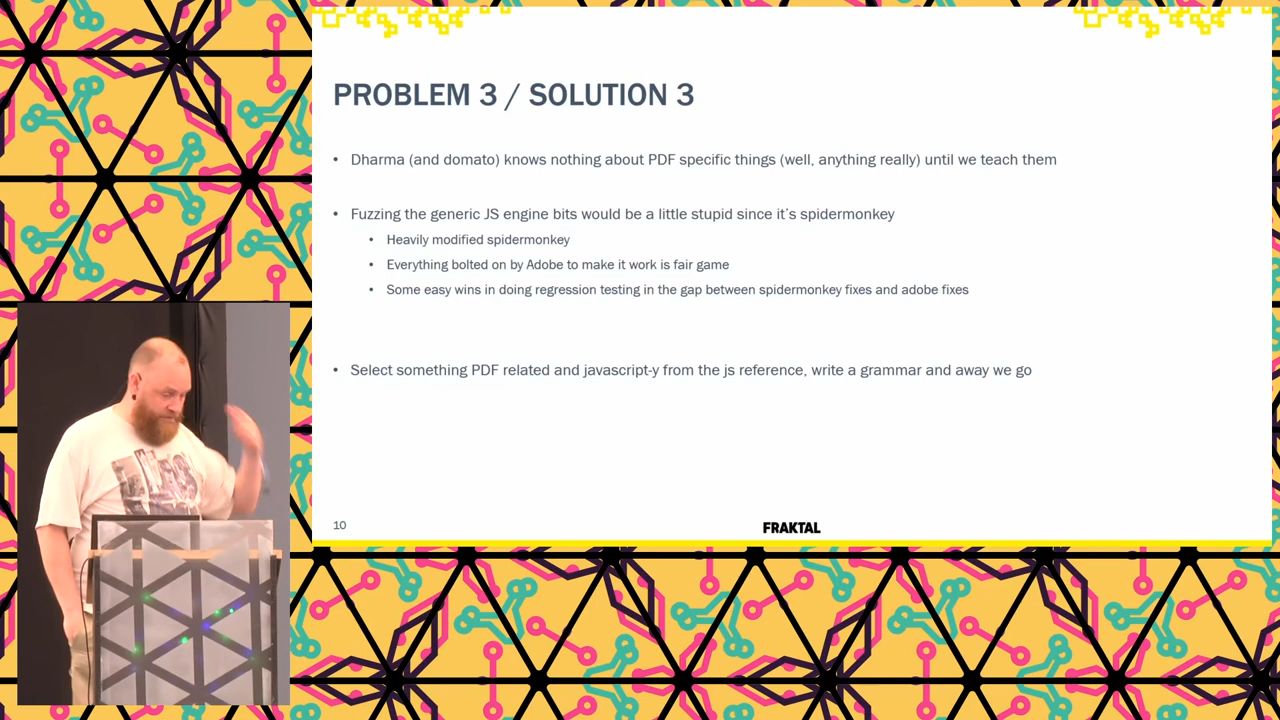 PROBLEM 3 / SOLUTION 3
• Dharma (and domato) knows nothing about PDF specific things (well, anything really) until we teach them
• Fuzzing the generic JS engine bits would be a little stupid since it's spidermonkey
• Heavily modified spidermonkey
• Everything bolted on by Adobe to make it work is fair game
• Some easy wins in doing regression testing in the gap between spidermonkey fixes and adobe fixes
• Select something PDF related and javascript-y from the js reference, write a grammar and away we go
10
FRAKTAL